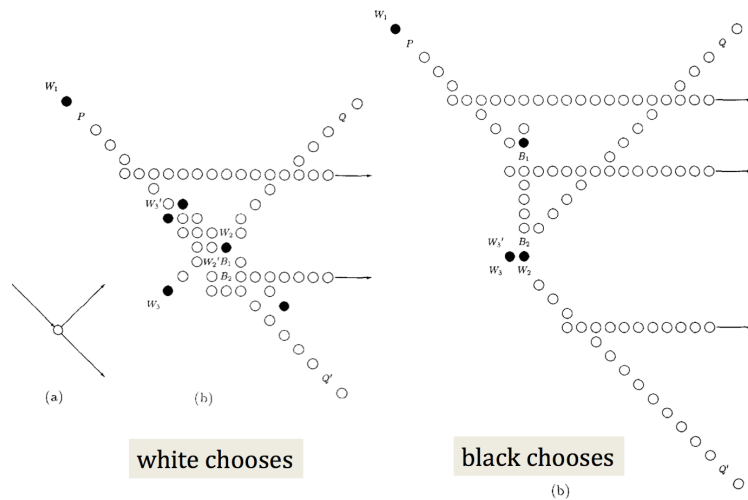 W₁
P
Q
W₃'
W₂
W₂'B₁
B₂
W₃
Q'
(a)
(b)
white chooses
W₁
P
Q
B₁
W₃' B₂
W₃ W₂
Q'
black chooses
(b)